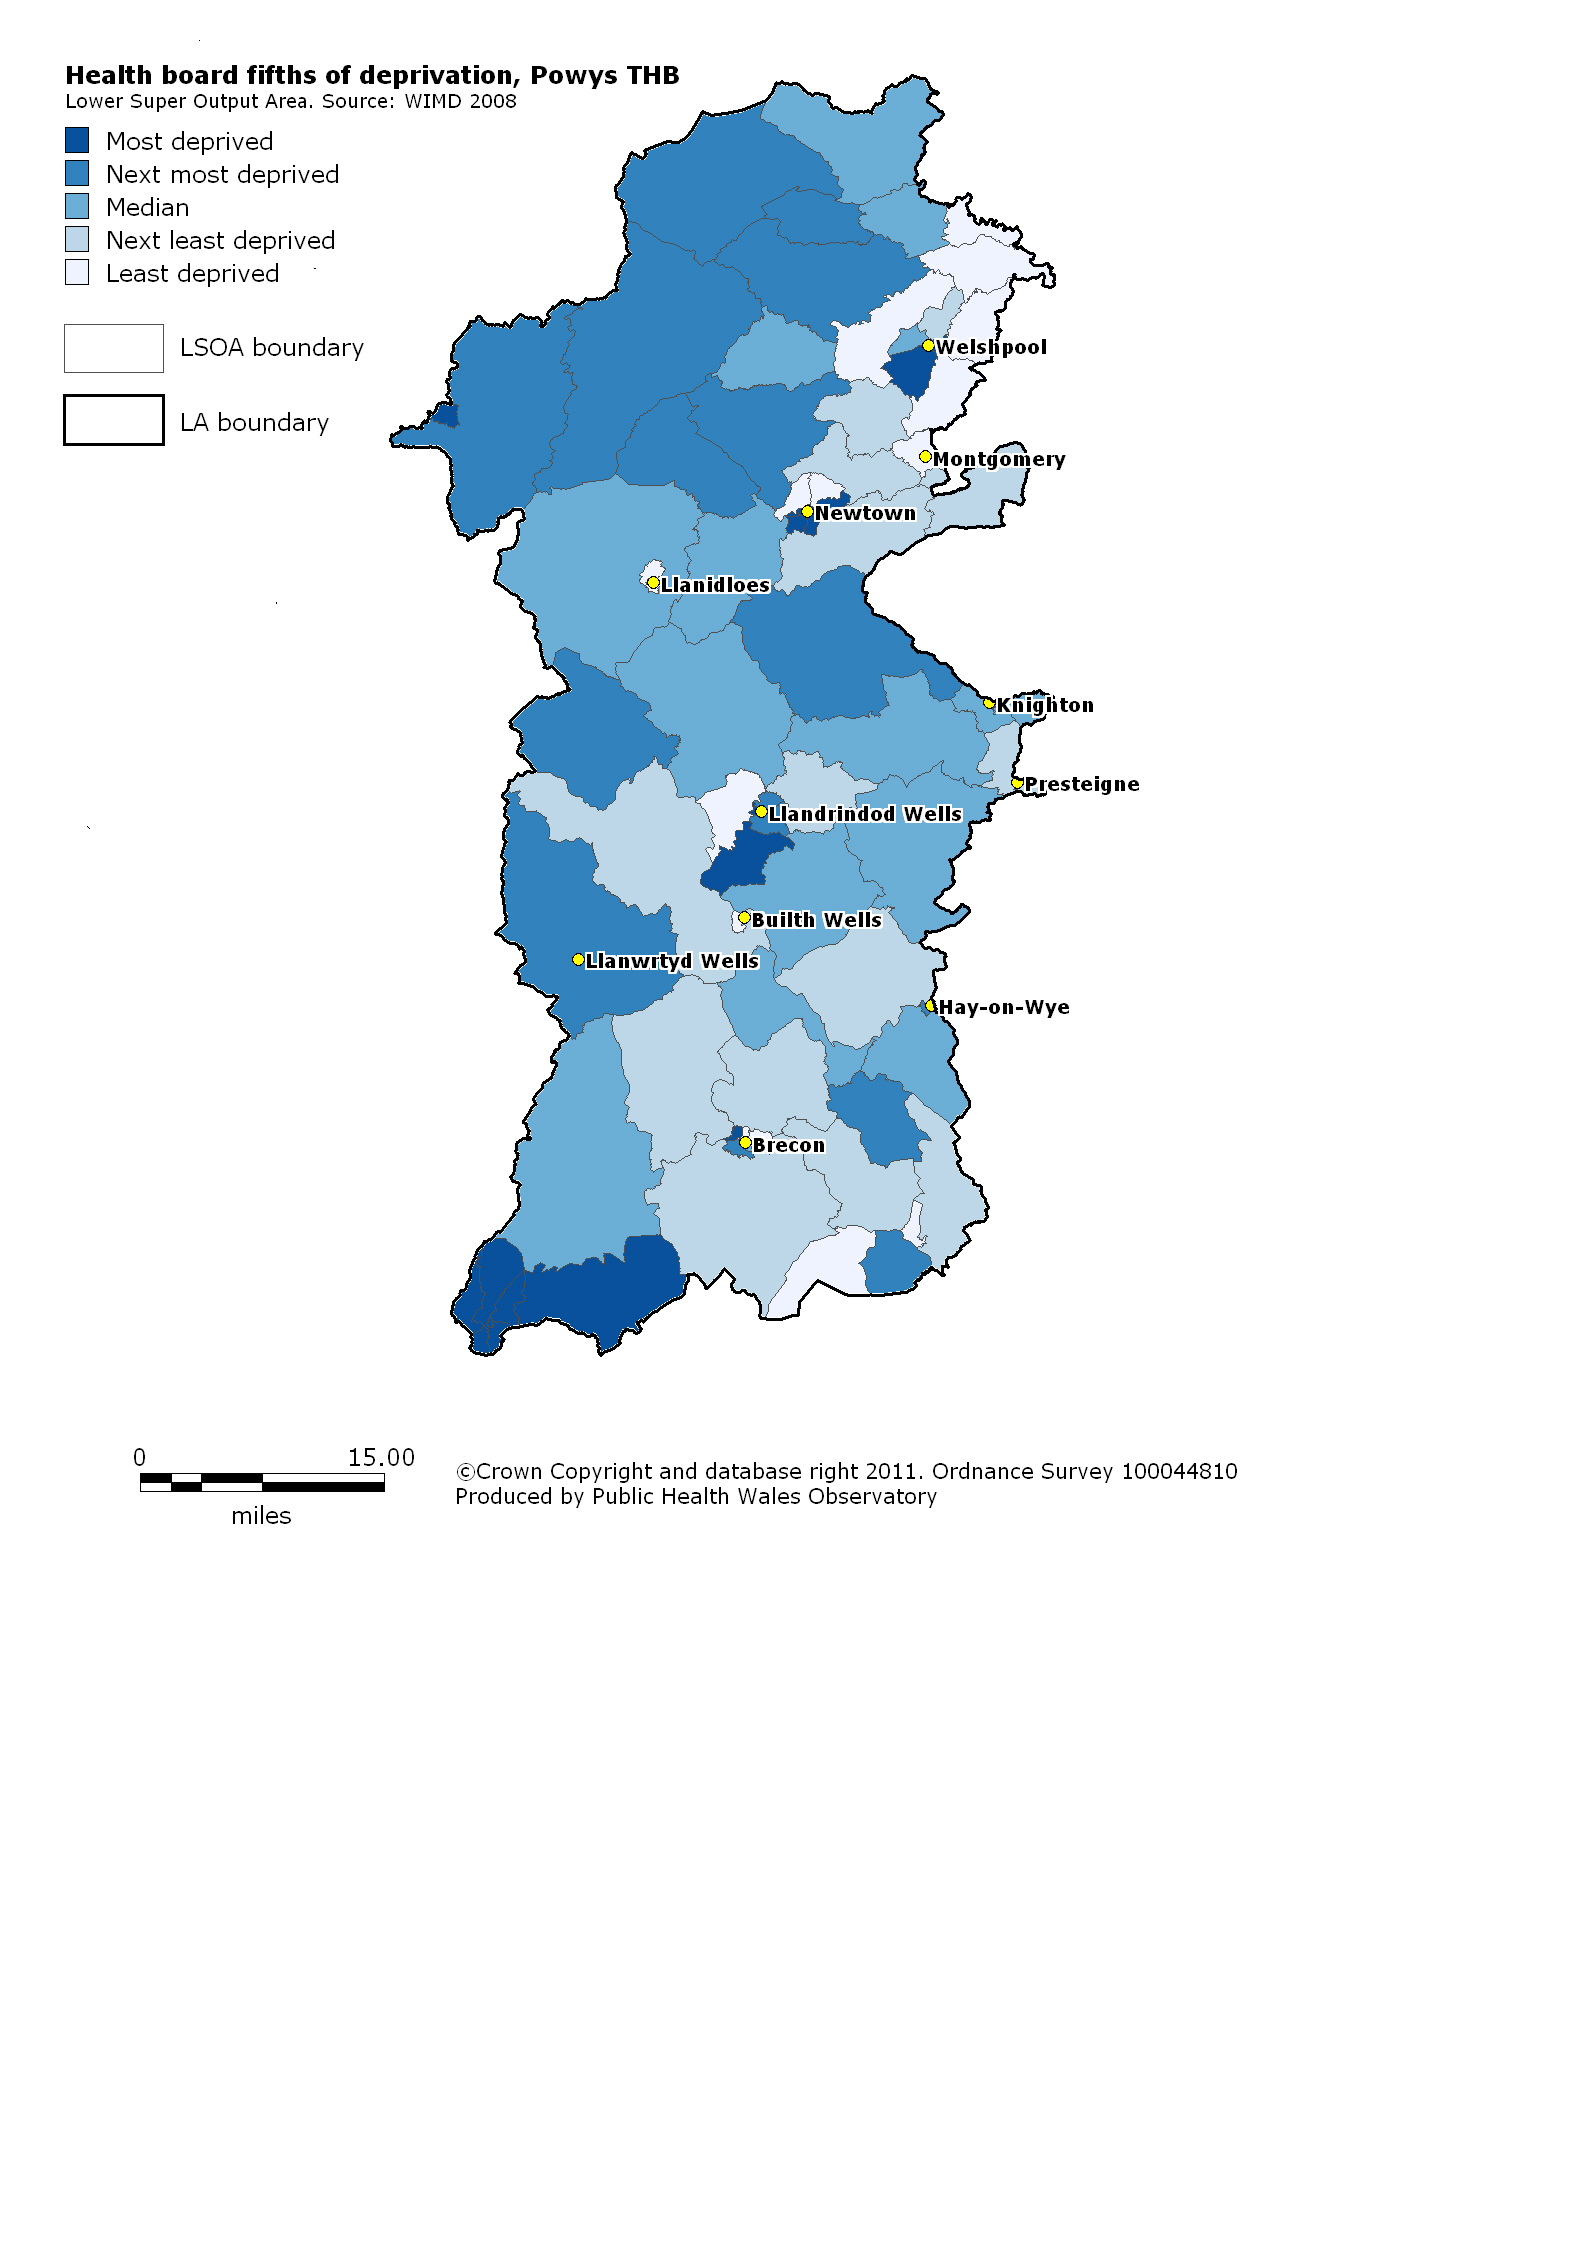 Health board fifths of deprivation, Powys THB
Lower Super Output Area. Source: WIMD 2008
Most deprived
Next most deprived
Median
Next least deprived
Least deprived
LSOA boundary
LA boundary
Welshpool
Montgomery
Newtown
Llanidloes
Knighton
Presteigne
Llandrindod Wells
Builth Wells
Llanwrtyd Wells
Hay-on-Wye
Brecon
0 15.00
miles
©Crown Copyright and database right 2011. Ordnance Survey 100044810
Produced by Public Health Wales Observatory